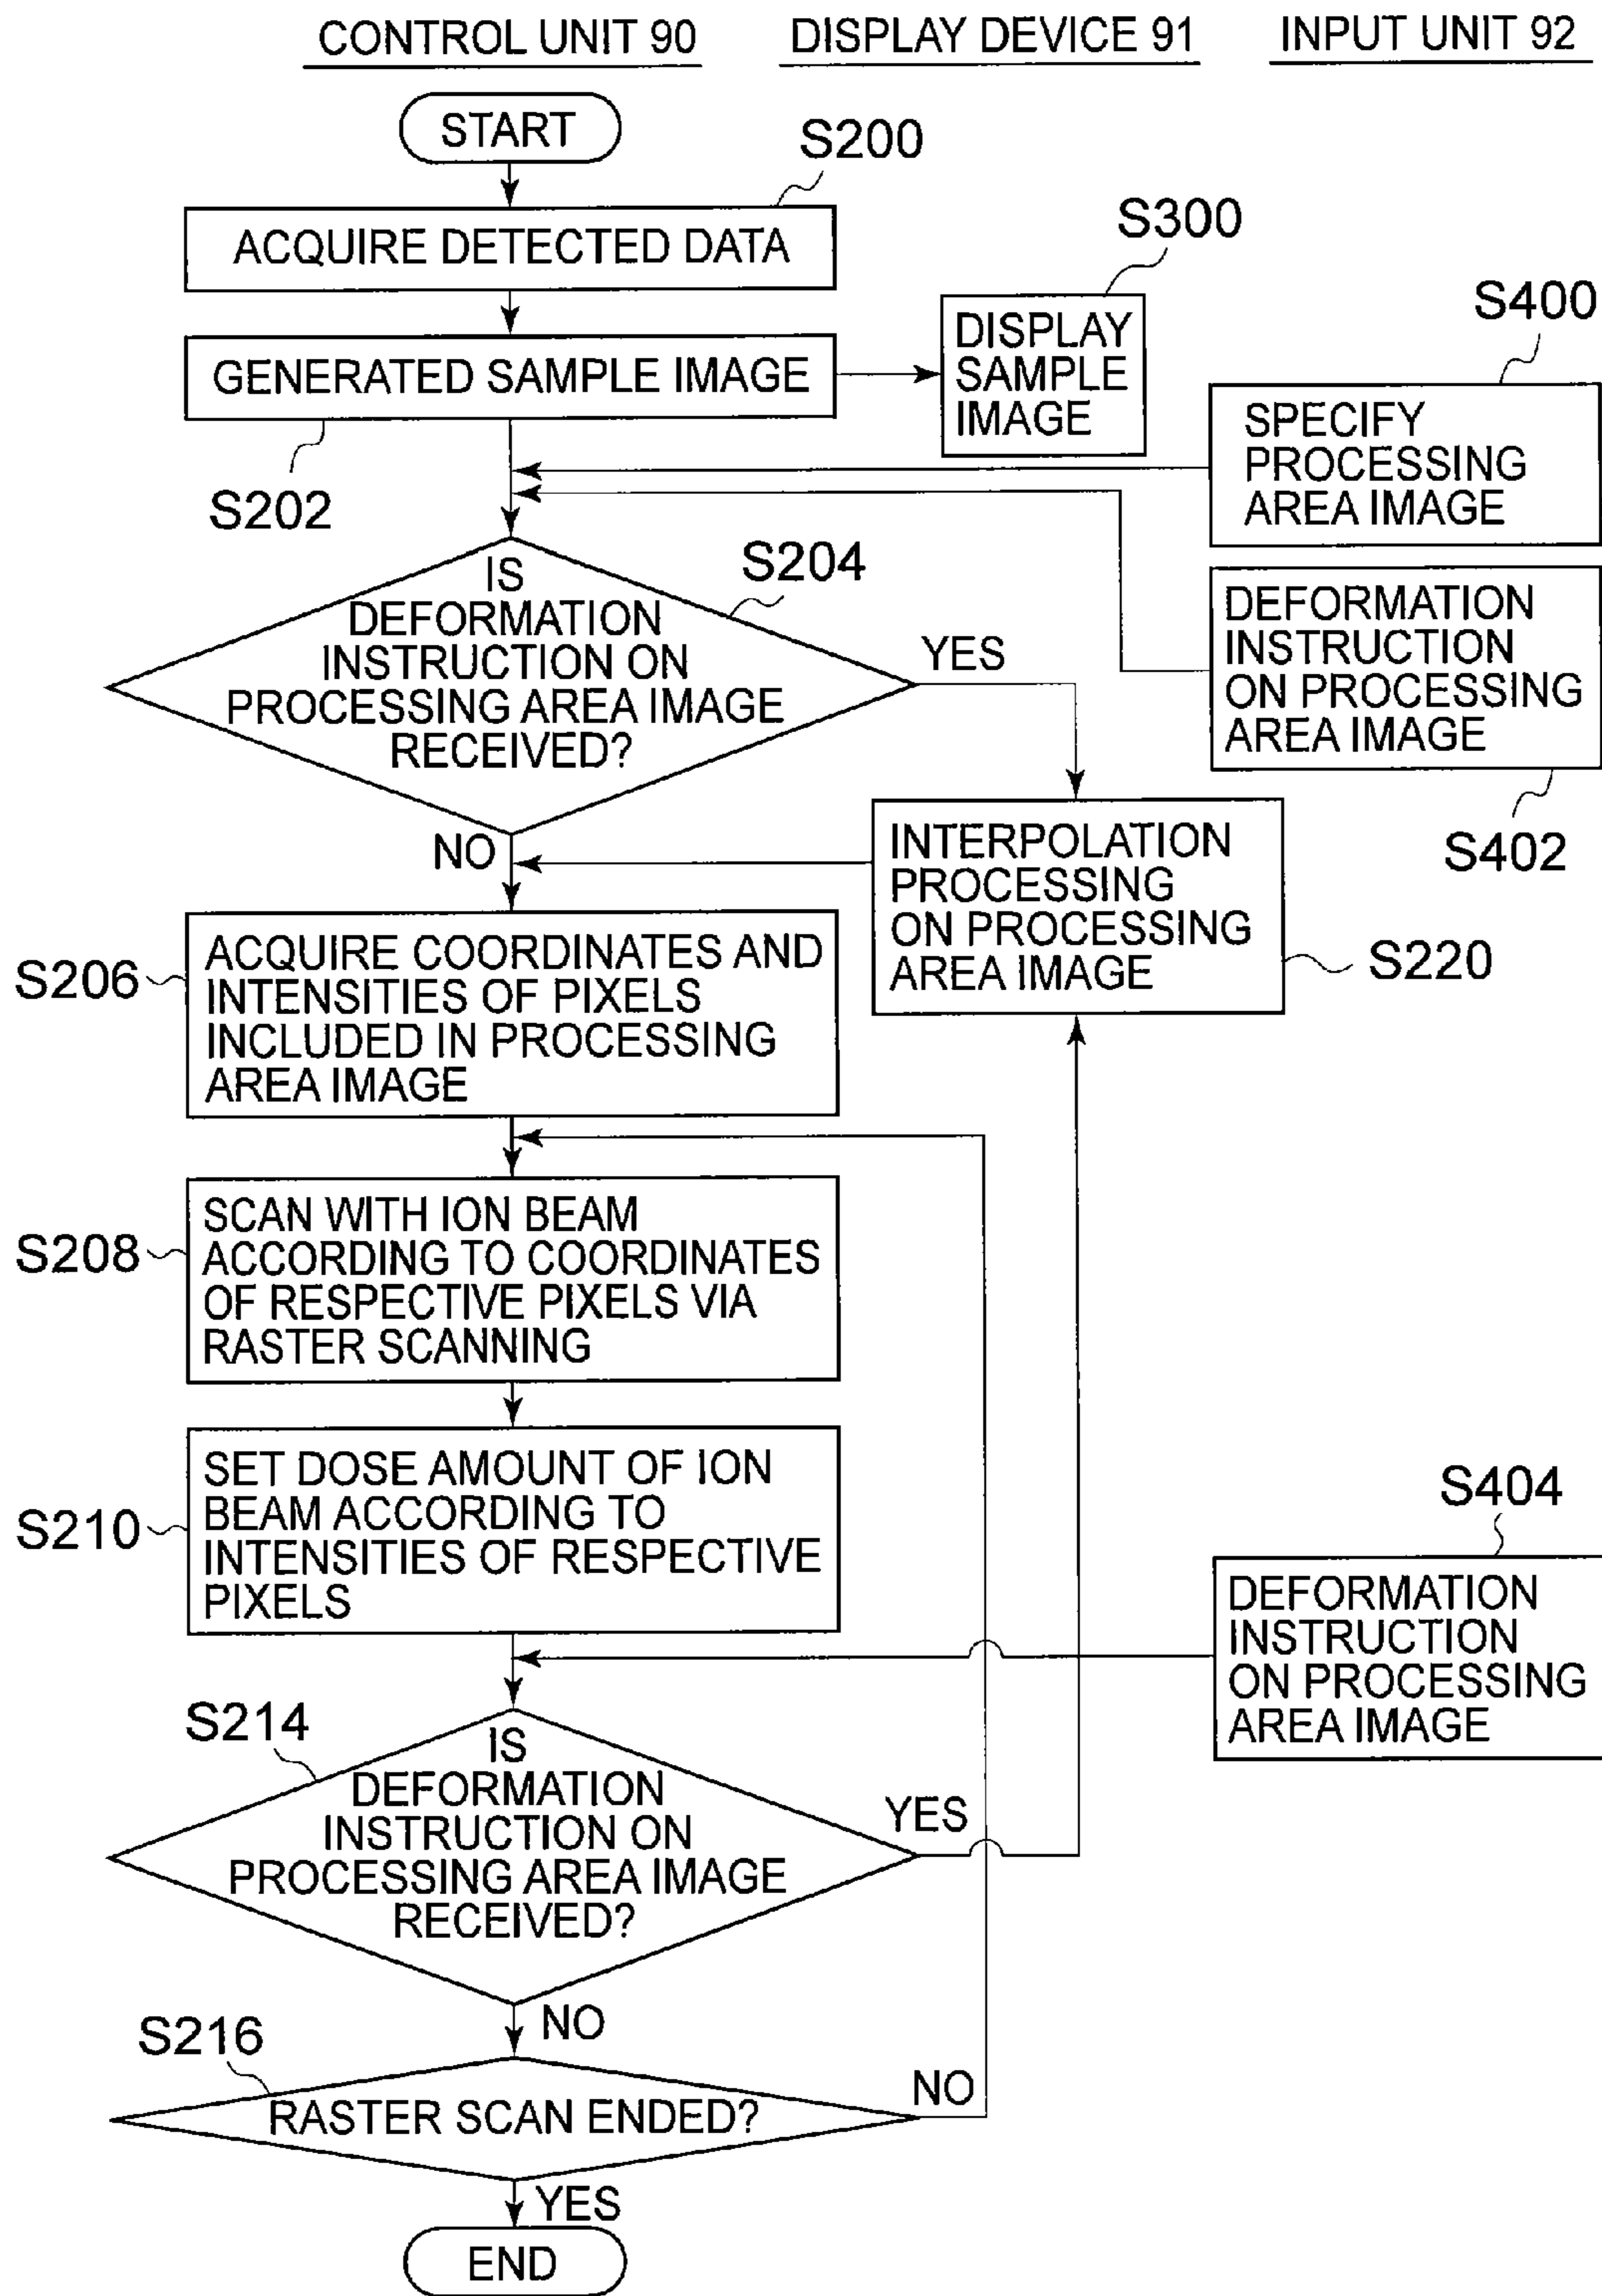 CONTROL UNIT 90
DISPLAY DEVICE 91
INPUT UNIT 92
START
S200
ACQUIRE DETECTED DATA
S300
GENERATED SAMPLE IMAGE
DISPLAY
SAMPLE
IMAGE
S202
S400
SPECIFY
PROCESSING
AREA IMAGE
S204
IS
DEFORMATION
INSTRUCTION ON
PROCESSING AREA IMAGE
RECEIVED?
YES
NO
DEFORMATION
INSTRUCTION
ON PROCESSING
AREA IMAGE
S402
INTERPOLATION
PROCESSING
ON PROCESSING
AREA IMAGE
S220
S206
ACQUIRE COORDINATES AND
INTENSITIES OF PIXELS
INCLUDED IN PROCESSING
AREA IMAGE
S208
SCAN WITH ION BEAM
ACCORDING TO COORDINATES
OF RESPECTIVE PIXELS VIA
RASTER SCANNING
S210
SET DOSE AMOUNT OF ION
BEAM ACCORDING TO
INTENSITIES OF RESPECTIVE
PIXELS
S404
DEFORMATION
INSTRUCTION
ON PROCESSING
AREA IMAGE
S214
IS
DEFORMATION
INSTRUCTION ON
PROCESSING AREA IMAGE
RECEIVED?
YES
NO
S216
RASTER SCAN ENDED?
NO
YES
END